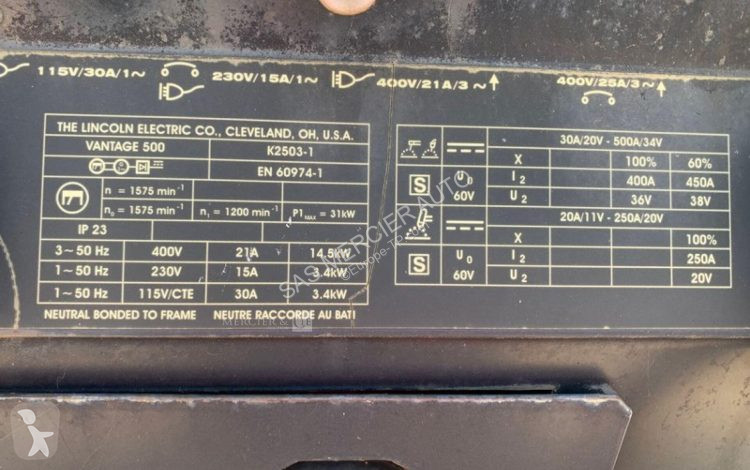 115V/30A/1~ 230V/15A/1~ 400V/21A/3~ 400V/25A/3~
THE LINCOLN ELECTRIC CO., CLEVELAND, OH, U.S.A.
VANTAGE 500 K2503-1
EN 60974-1
n = 1575 min-1
n0 = 1575 min-1 n1 = 1200 min-1 P1MAX = 31kW
IP 23
3~50 Hz 400V 21A 14.5kW
1~50 Hz 230V 15A 3.4kW
1~50 Hz 115V/CTE 30A 3.4kW
NEUTRAL BONDED TO FRAME NEUTRE RACCORDE AU BATI
30A/20V - 500A/34V
X 100% 60%
S U0 I2 400A 450A
60V U2 36V 38V
20A/11V - 250A/20V
X 100%
S U0 I2 250A
60V U2 20V
SAS MERCIER AUTO
MERCIER &